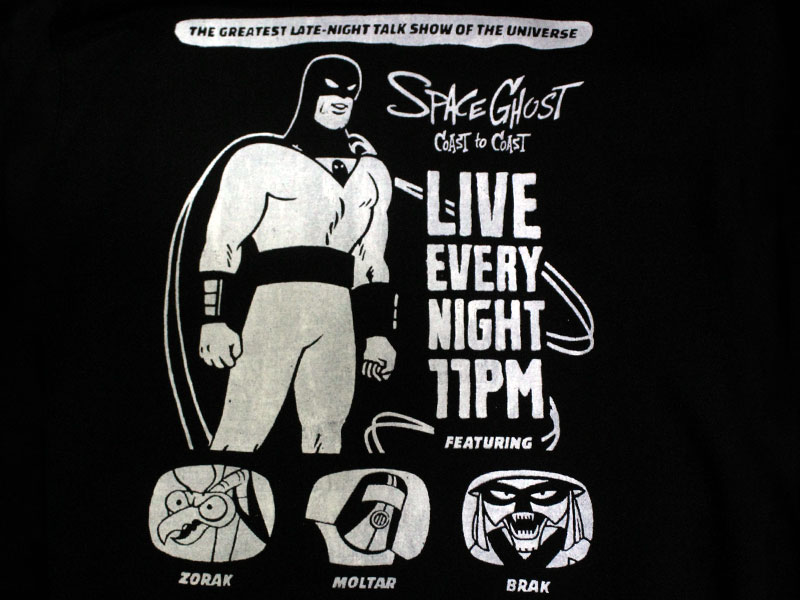 THE GREATEST LATE-NIGHT TALK SHOW OF THE UNIVERSE
SPACE GHOST
COAST to COAST
LIVE
EVERY
NIGHT
11PM
FEATURING
ZORAK
MOLTAR
BRAK